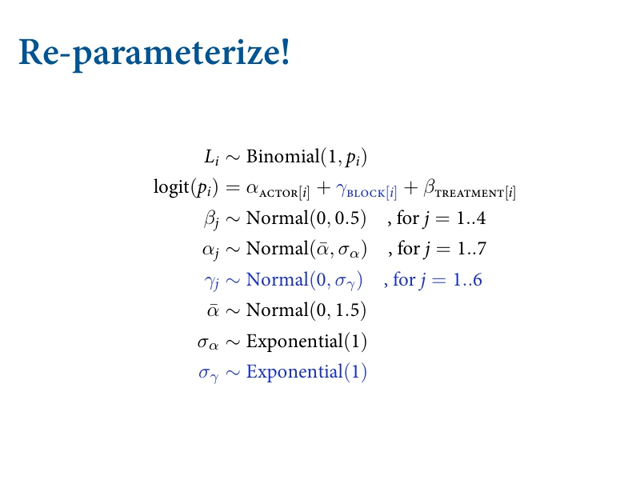 Re-parameterize!
L_i ~ Binomial(1, p_i)
logit(p_i) = α_ACTOR[i] + γ_BLOCK[i] + β_TREATMENT[i]
β_j ~ Normal(0, 0.5) , for j = 1..4
α_j ~ Normal(ᾱ, σ_α) , for j = 1..7
γ_j ~ Normal(0, σ_γ) , for j = 1..6
ᾱ ~ Normal(0, 1.5)
σ_α ~ Exponential(1)
σ_γ ~ Exponential(1)